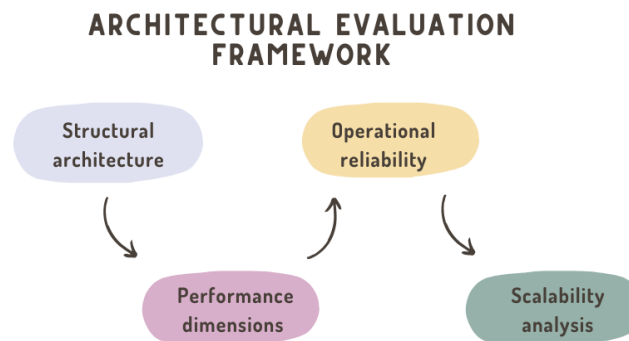 ARCHITECTURAL EVALUATION
FRAMEWORK
Structural
architecture
Performance
dimensions
Operational
reliability
Scalability
analysis